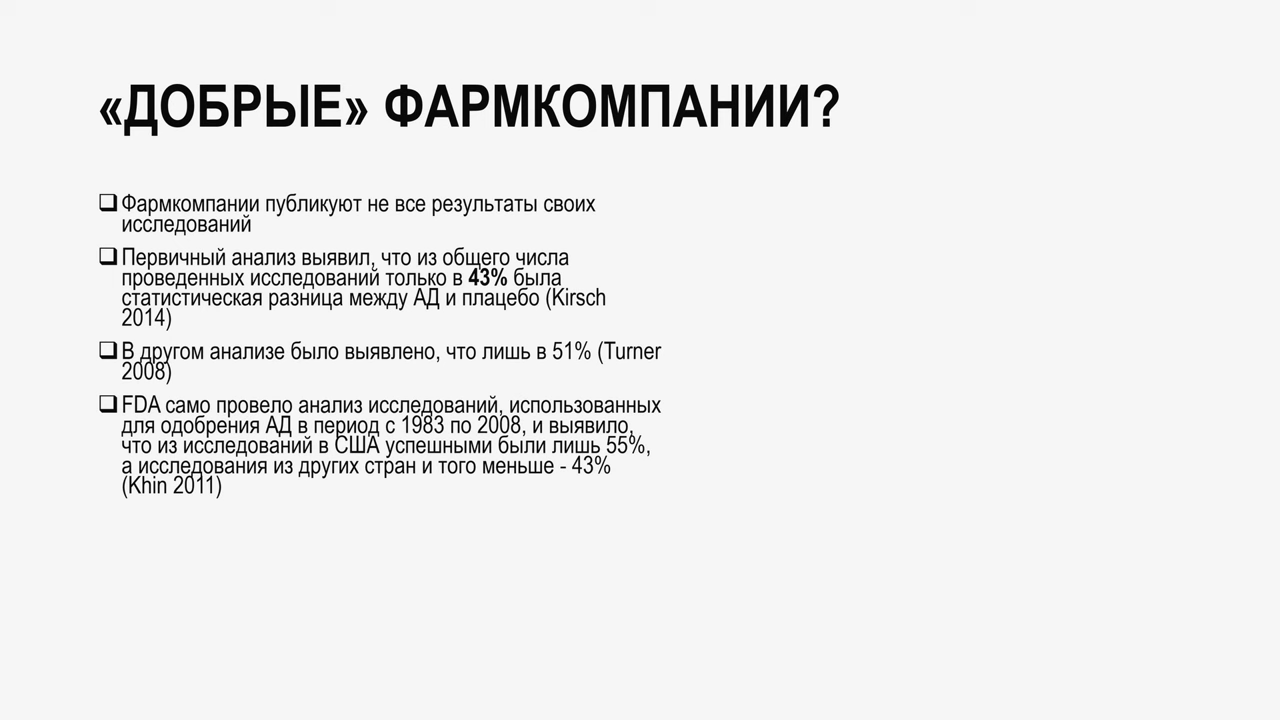 «ДОБРЫЕ» ФАРМКОМПАНИИ?
Фармкомпании публикуют не все результаты своих
исследований
Первичный анализ выявил, что из общего числа
проведенных исследований только в 43% была
статистическая разница между АД и плацебо (Kirsch
2014)
В другом анализе было выявлено, что лишь в 51% (Turner
2008)
FDA само провело анализ исследований, использованных
для одобрения АД в период с 1983 по 2008, и выявило,
что из исследований в США успешными были лишь 55%,
а исследования из других стран и того меньше - 43%
(Khin 2011)